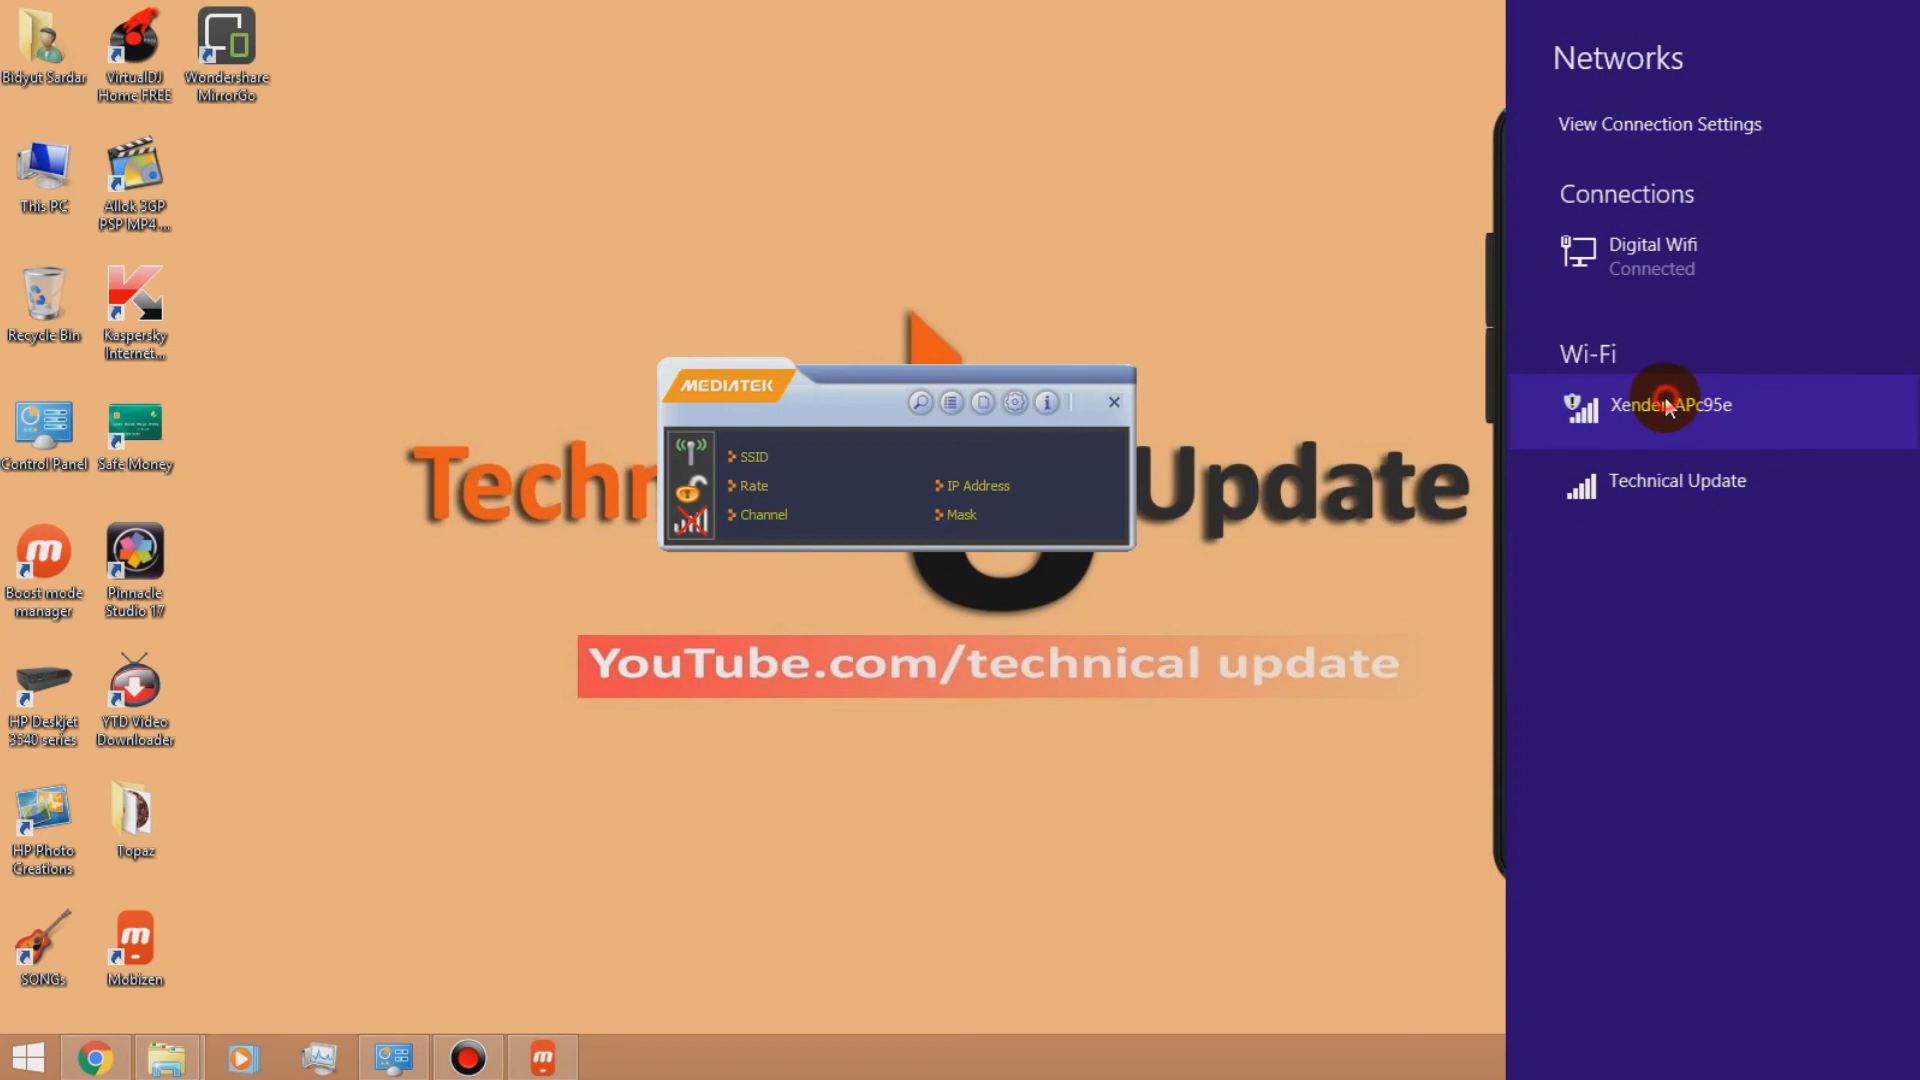 Bidyut Sardar
VirtualDJ
Home FREE
Wondershare
MirrorGo
This PC
Allok 3GP
PSP MP4 ...
Recycle Bin
Kaspersky
Internet...
Control Panel
Safe Money
Boost mode
manager
Pinnacle
Studio 17
HP Deskjet
3540 series
YTD Video
Downloader
HP Photo
Creations
Topaz
SONGs
Mobizen
Techn
Update
YouTube.com/technical update
MEDIATEK
SSID
Rate
IP Address
Channel
Mask
Networks
View Connection Settings
Connections
Digital Wifi
Connected
Wi-Fi
Xender_APc95e
Technical Update